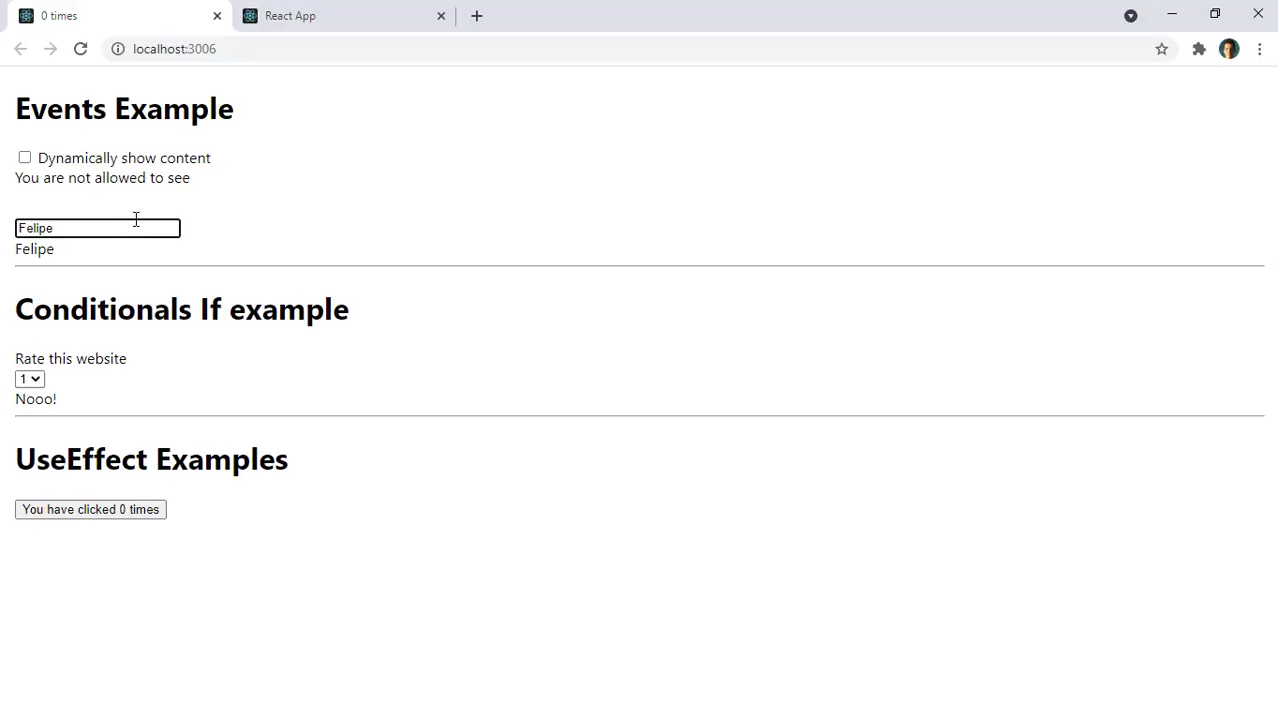 0 times
React App
localhost:3006
Events Example
Dynamically show content
You are not allowed to see
Felipe
Felipe
Conditionals If example
Rate this website
1
Nooo!
UseEffect Examples
You have clicked 0 times